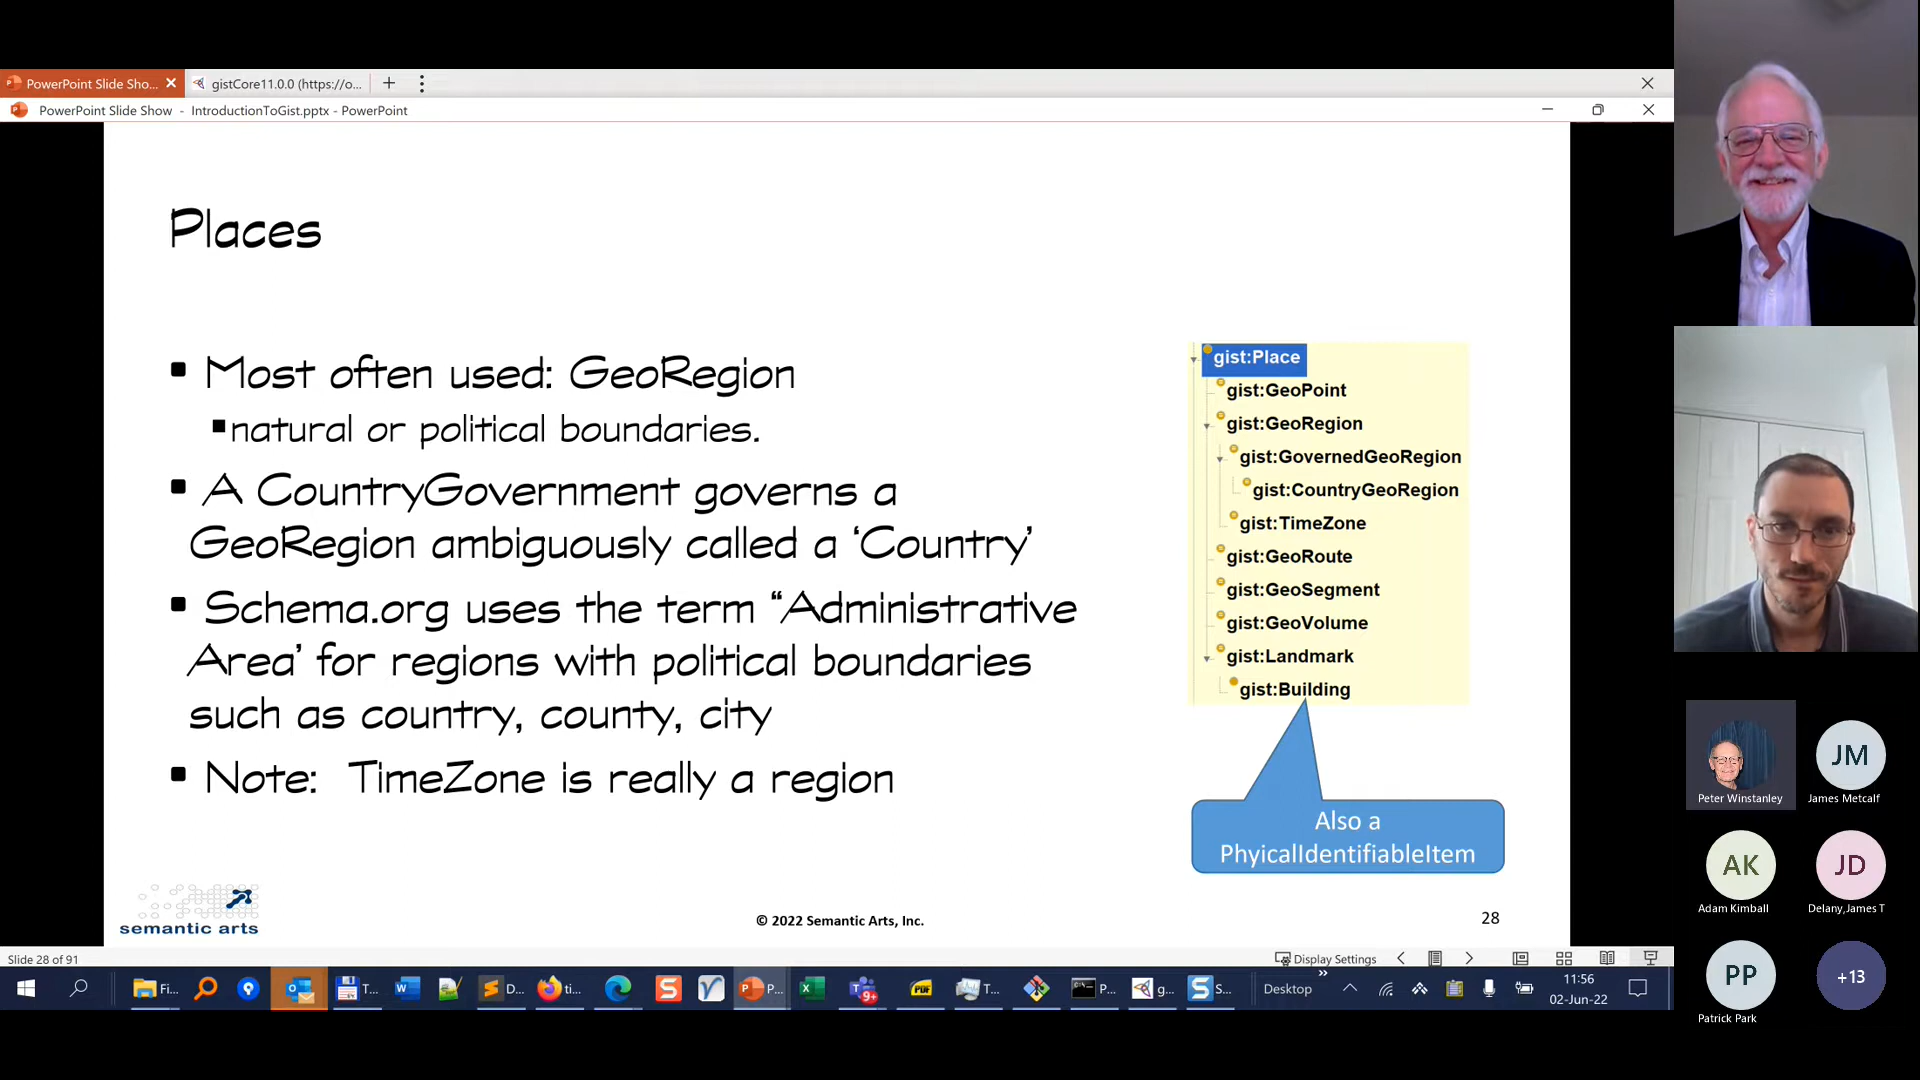 PowerPoint Slide Sho...
gistCore11.0.0 (https://o...
PowerPoint Slide Show - IntroductionToGist.pptx - PowerPoint
Places
Most often used: GeoRegion
natural or political boundaries.
A CountryGovernment governs a
GeoRegion ambiguously called a ‘Country’
Schema.org uses the term “Administrative
Area’ for regions with political boundaries
such as country, county, city
Note: TimeZone is really a region
gist:Place
gist:GeoPoint
gist:GeoRegion
gist:GovernedGeoRegion
gist:CountryGeoRegion
gist:TimeZone
gist:GeoRoute
gist:GeoSegment
gist:GeoVolume
gist:Landmark
gist:Building
Also a
PhyicalIdentifiableItem
semantic arts
© 2022 Semantic Arts, Inc.
28
Slide 28 of 91
Display Settings
Fi...
T...
D...
ti...
P...
9+
PDF
T...
P...
g...
S...
Desktop
11:56
02-Jun-22
Peter Winstanley
JM
James Metcalf
AK
Adam Kimball
JD
Delany,James T
PP
Patrick Park
+13